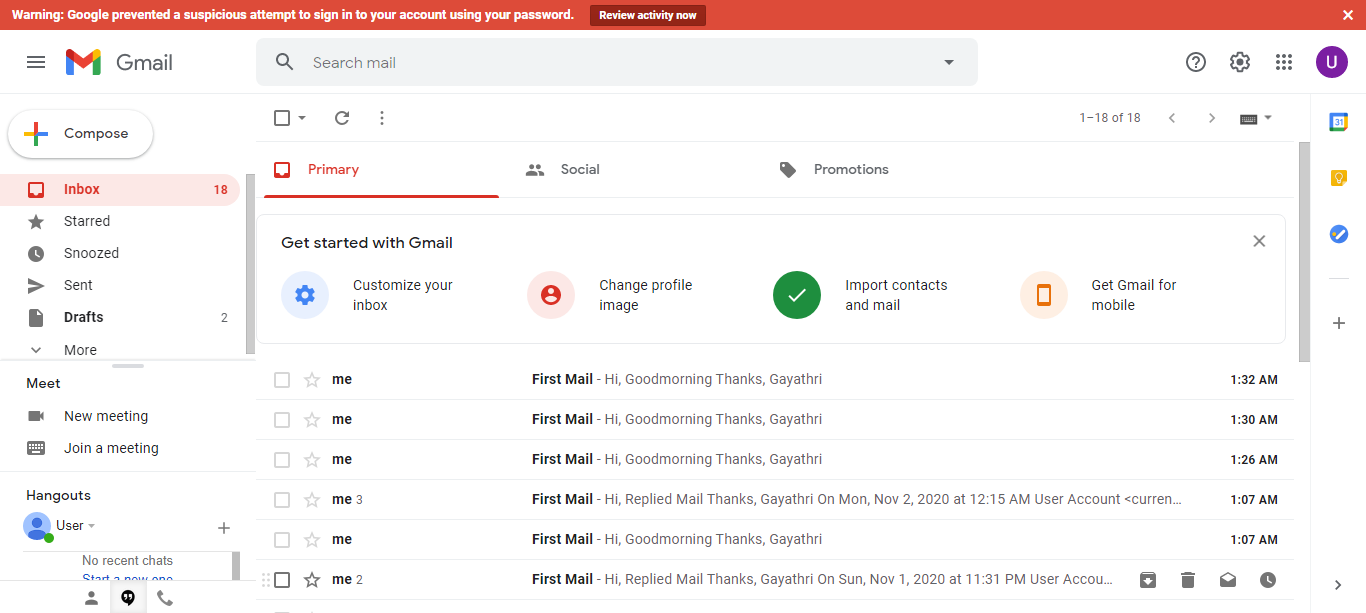 Warning: Google prevented a suspicious attempt to sign in to your account using your password. Review activity now
Gmail
Search mail
U
Compose
1–18 of 18
31
Primary
Social
Promotions
Inbox 18
Starred
Snoozed
Sent
Drafts 2
More
Get started with Gmail
Customize your
inbox
Change profile
image
Import contacts
and mail
Get Gmail for
mobile
me First Mail - Hi, Goodmorning Thanks, Gayathri 1:32 AM
me First Mail - Hi, Goodmorning Thanks, Gayathri 1:30 AM
me First Mail - Hi, Goodmorning Thanks, Gayathri 1:26 AM
me 3 First Mail - Hi, Replied Mail Thanks, Gayathri On Mon, Nov 2, 2020 at 12:15 AM User Account <curren... 1:07 AM
me First Mail - Hi, Goodmorning Thanks, Gayathri 1:07 AM
me 2 First Mail - Hi, Replied Mail Thanks, Gayathri On Sun, Nov 1, 2020 at 11:31 PM User Accou...
Meet
New meeting
Join a meeting
Hangouts
User
No recent chats
Start a new one